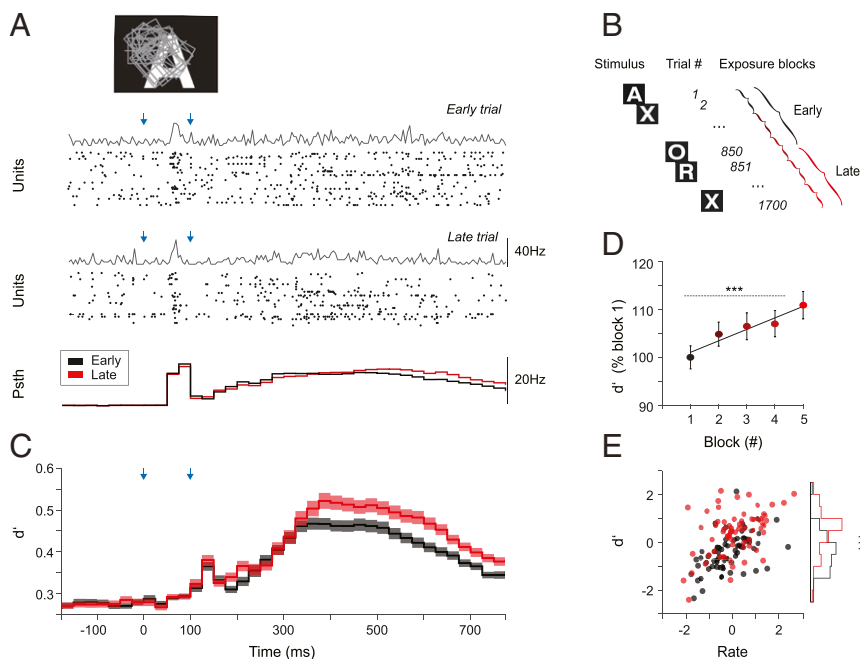 A
Early trial
Units
Late trial
40Hz
Units
Early
Late
Psth
20Hz
B
Stimulus Trial # Exposure blocks
A
X
1
2
...
Early
O
R
850
851
...
Late
X
1700
C
0.6
0.5
0.4
0.3
d'
-100 0 100 300 500 700
Time (ms)
D
120
110
100
90
d' (% block 1)
***
1 2 3 4 5
Block (#)
E
2
0
-2
d'
-2 0 2
Rate